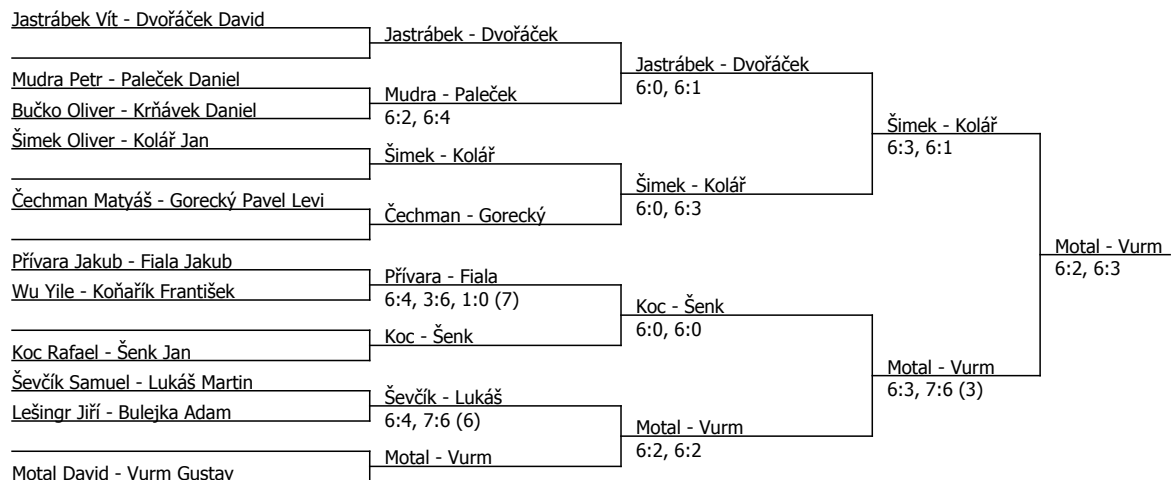 Jastrábek Vít - Dvořáček David
Mudra Petr - Paleček Daniel
Bučko Oliver - Krňávek Daniel
Šimek Oliver - Kolář Jan
Čechman Matyáš - Gorecký Pavel Levi
Přívara Jakub - Fiala Jakub
Wu Yile - Koňařík František
Koc Rafael - Šenk Jan
Ševčík Samuel - Lukáš Martin
Lešingr Jiří - Bulejka Adam
Motal David - Vurm Gustav
Jastrábek - Dvořáček
Mudra - Paleček
6:2, 6:4
Šimek - Kolář
Čechman - Gorecký
Přívara - Fiala
6:4, 3:6, 1:0 (7)
Koc - Šenk
Ševčík - Lukáš
6:4, 7:6 (6)
Motal - Vurm
Jastrábek - Dvořáček
6:0, 6:1
Šimek - Kolář
6:0, 6:3
Koc - Šenk
6:0, 6:0
Motal - Vurm
6:2, 6:2
Šimek - Kolář
6:3, 6:1
Motal - Vurm
6:3, 7:6 (3)
Motal - Vurm
6:2, 6:3